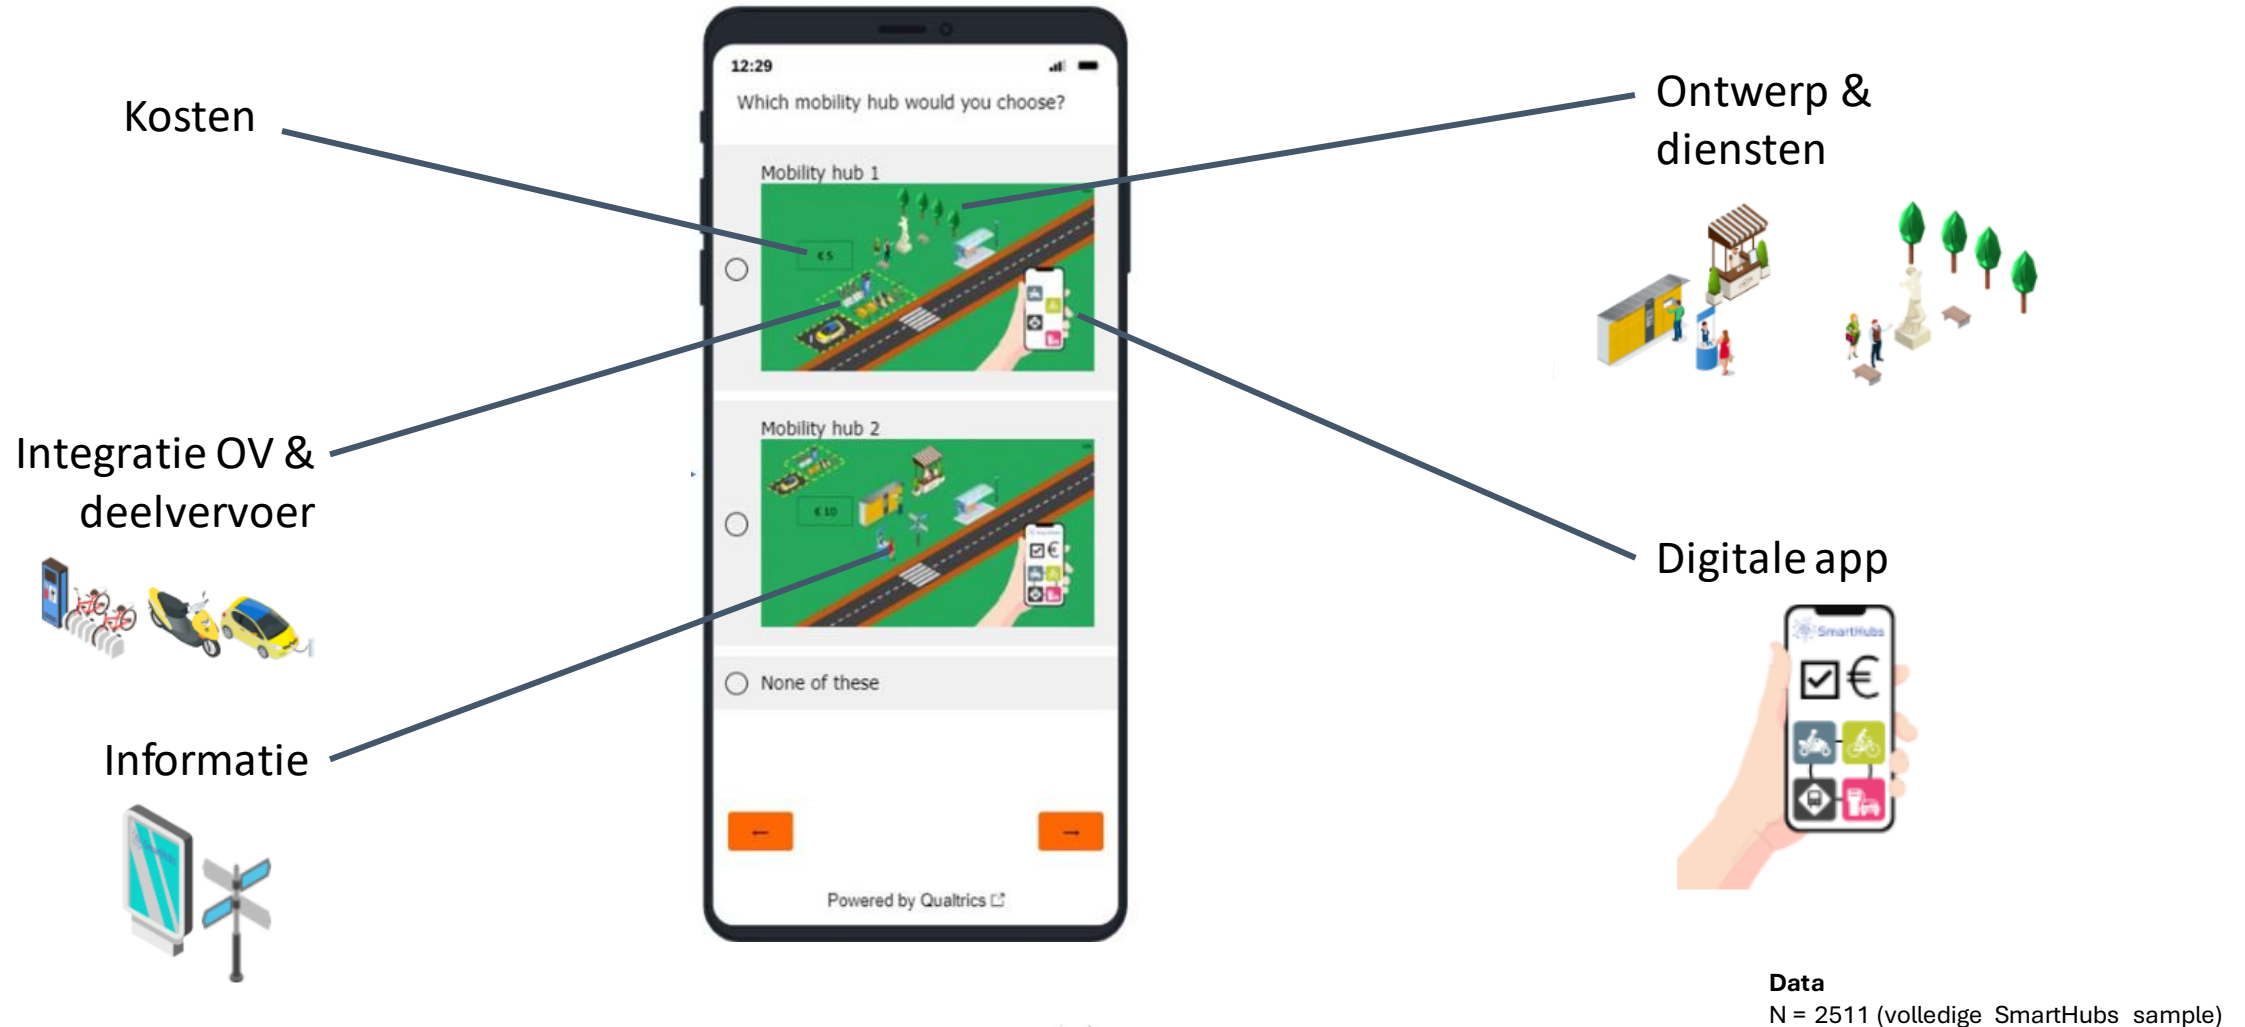 Kosten
Integratie OV &
deelvervoer
Informatie
12:29
Which mobility hub would you choose?
Mobility hub 1
€ 5
Mobility hub 2
€ 10
€
None of these
←
→
Powered by Qualtrics
Ontwerp &
diensten
Digitale app
SmartHubs
€
Data
N = 2511 (volledige SmartHubs sample)